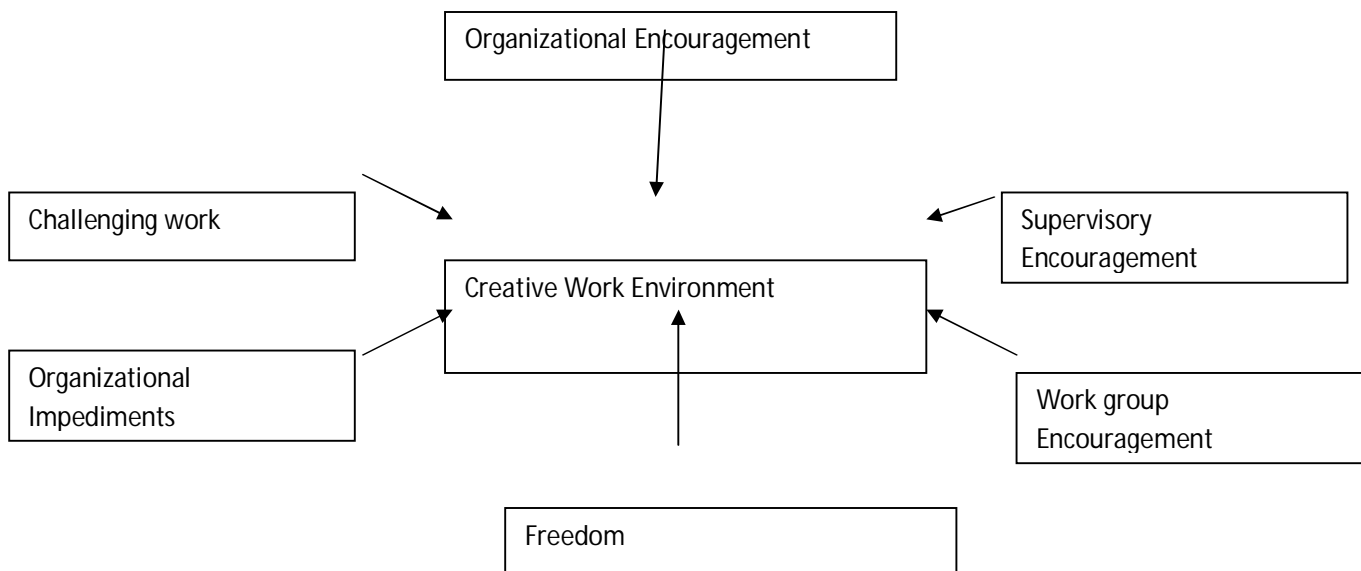 Organizational Encouragement
Challenging work
Supervisory
Encouragement
Creative Work Environment
Organizational
Impediments
Work group
Encouragement
Freedom